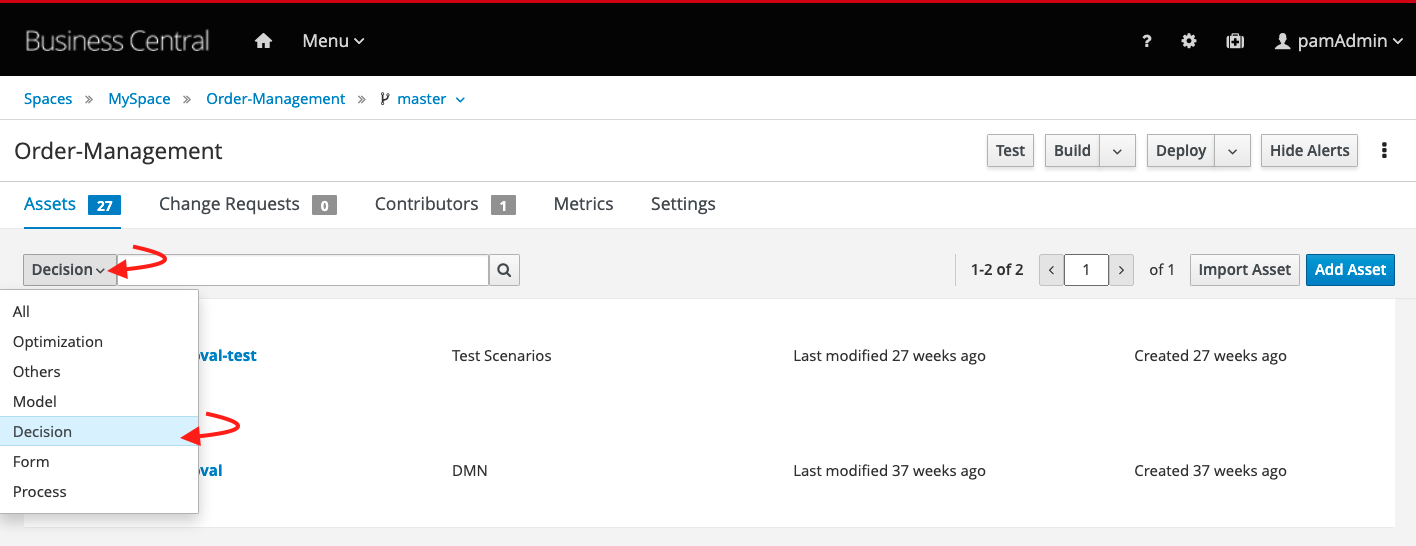 Business Central Menu ? pamAdmin
Spaces » MySpace » Order-Management » master
Order-Management Test Build Deploy Hide Alerts
Assets 27 Change Requests 0 Contributors 1 Metrics Settings
Decision 1-2 of 2 < 1 > of 1 Import Asset Add Asset
All
Optimization
oval-test Test Scenarios Last modified 27 weeks ago Created 27 weeks ago
Others
Model
Decision
Form
oval DMN Last modified 37 weeks ago Created 37 weeks ago
Process